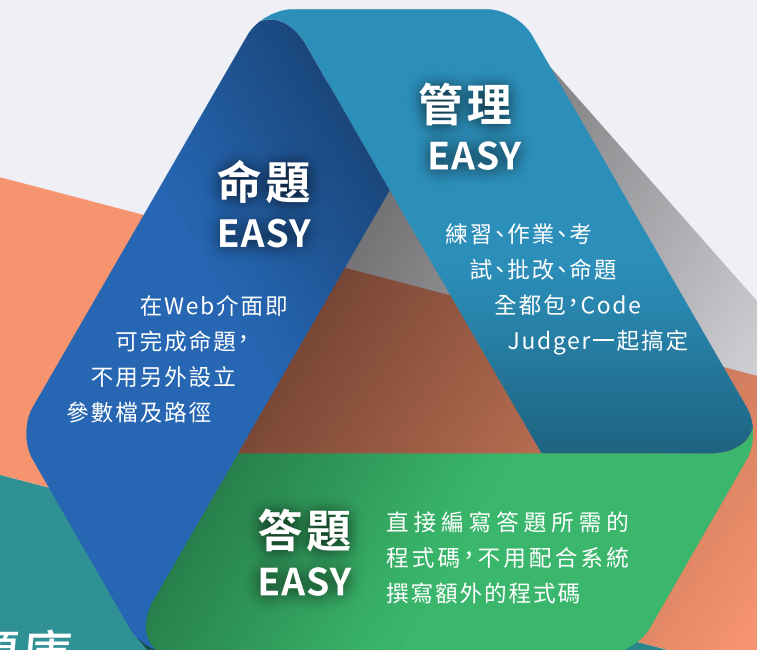 管理
EASY
練習、作業、考
試、批改、命題
全都包，Code
Judger一起搞定
命題
EASY
在Web介面即
可完成命題，
不用另外設立
參數檔及路徑
答題
EASY
直接編寫答題所需的
程式碼，不用配合系統
撰寫額外的程式碼
題庫